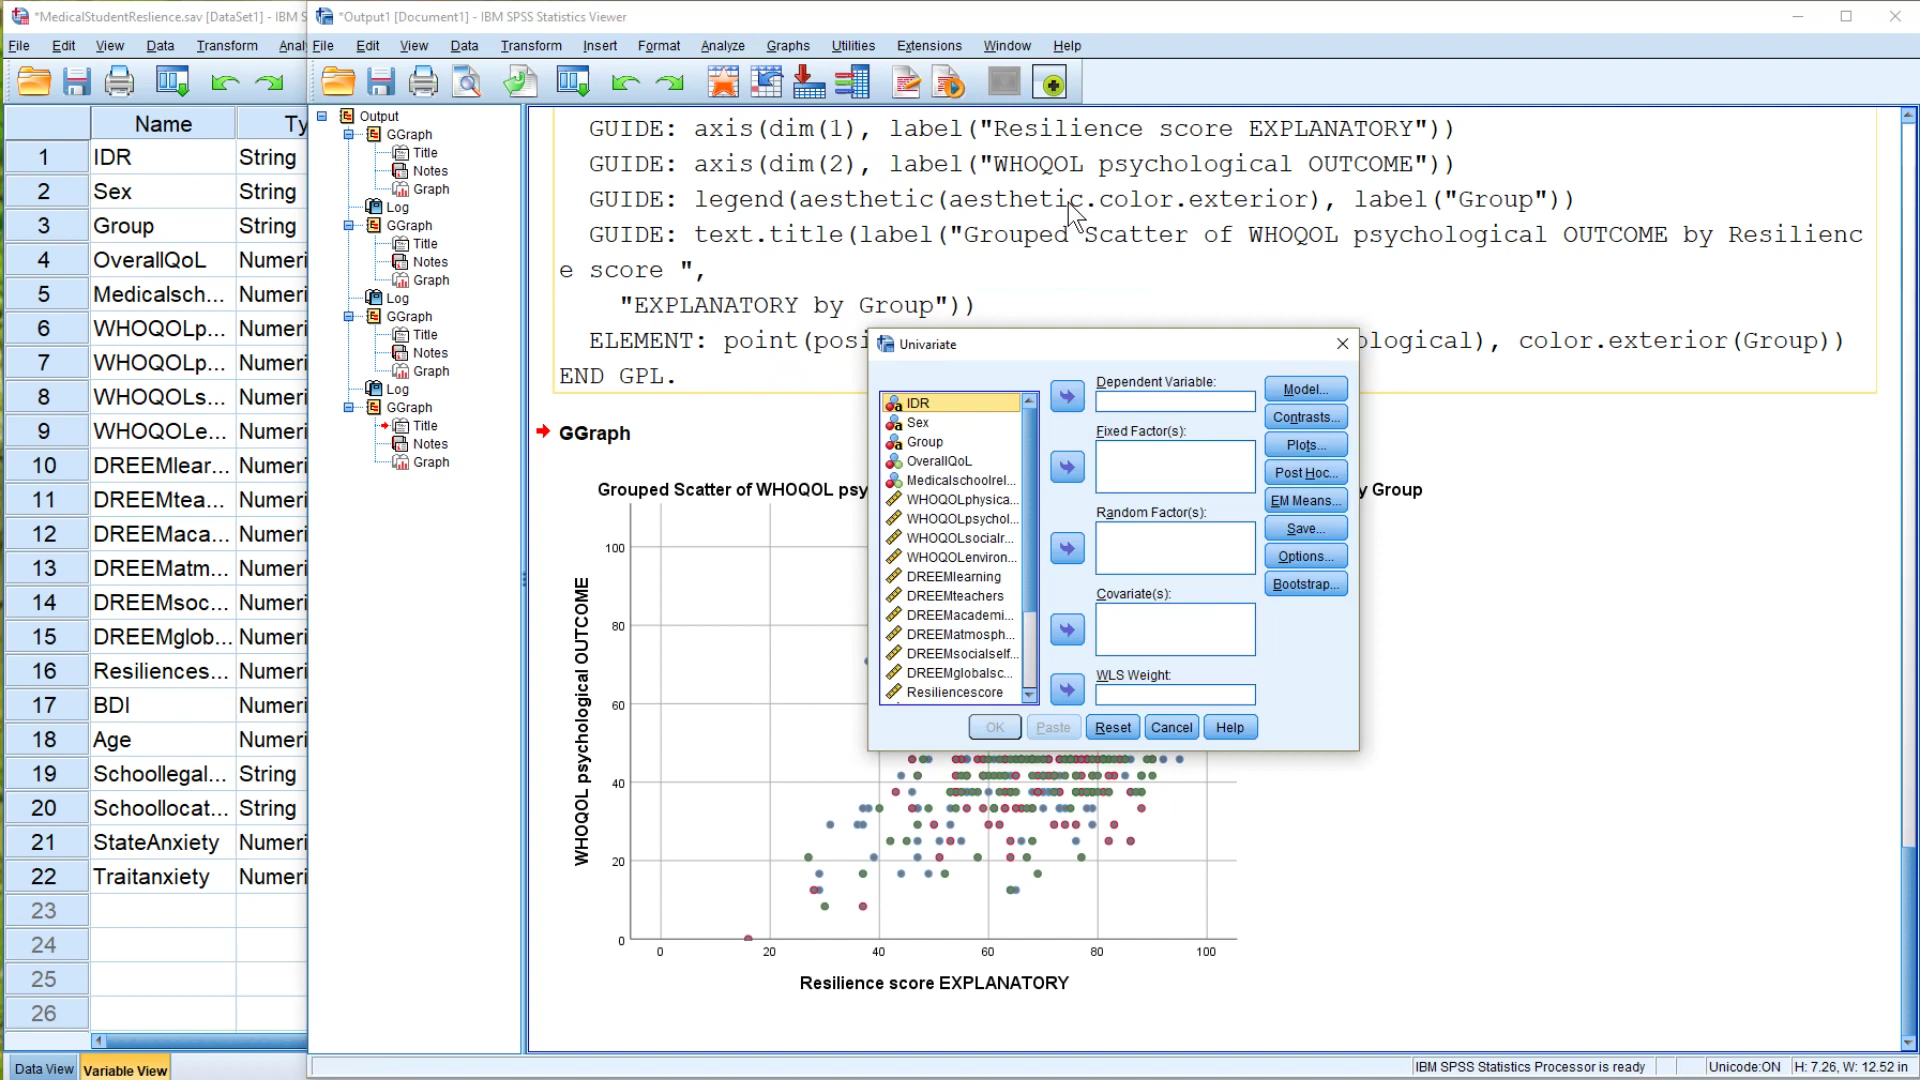 *MedicalStudentReslience.sav [DataSet1] - IBM S
File Edit View Data Transform Anal
Name Ty
1 IDR String
2 Sex String
3 Group String
4 OverallQoL Numeri
5 Medicalsch... Numeri
6 WHOQOLp... Numeri
7 WHOQOLp... Numeri
8 WHOQOLs... Numeri
9 WHOQOLe... Numeri
10 DREEMlear... Numeri
11 DREEMtea... Numeri
12 DREEMaca... Numeri
13 DREEMatm... Numeri
14 DREEMsoc... Numeri
15 DREEMglob... Numeri
16 Resiliences... Numeri
17 BDI Numeri
18 Age Numeri
19 Schoollegal... String
20 Schoollocat... String
21 StateAnxiety Numeri
22 Traitanxiety Numeri
23
24
25
26
Data View Variable View
*Output1 [Document1] - IBM SPSS Statistics Viewer
File Edit View Data Transform Insert Format Analyze Graphs Utilities Extensions Window Help
Output
GGraph
Title
Notes
Graph
Log
GGraph
Title
Notes
Graph
Log
GGraph
Title
Notes
Graph
Log
GGraph
Title
Notes
Graph
GUIDE: axis(dim(1), label("Resilience score EXPLANATORY"))
GUIDE: axis(dim(2), label("WHOQOL psychological OUTCOME"))
GUIDE: legend(aesthetic(aesthetic.color.exterior), label("Group"))
GUIDE: text.title(label("Grouped Scatter of WHOQOL psychological OUTCOME by Resilienc
e score ",
"EXPLANATORY by Group"))
ELEMENT: point(posi ological), color.exterior(Group))
END GPL.
GGraph
Grouped Scatter of WHOQOL psy y Group
100
80
60
40
20
0
WHOQOL psychological OUTCOME
0 20 40 60 80 100
Resilience score EXPLANATORY
Univariate
IDR
Sex
Group
OverallQoL
Medicalschoolrel...
WHOQOLphysica...
WHOQOLpsychol...
WHOQOLsocialr...
WHOQOLenviron...
DREEMlearning
DREEMteachers
DREEMacademi...
DREEMatmosph...
DREEMsocialself...
DREEMglobalsc...
Resiliencescore
Dependent Variable:
Fixed Factor(s):
Random Factor(s):
Covariate(s):
WLS Weight:
Model...
Contrasts...
Plots...
Post Hoc...
EM Means...
Save...
Options...
Bootstrap...
OK Paste Reset Cancel Help
IBM SPSS Statistics Processor is ready Unicode:ON H: 7.26, W: 12.52 in